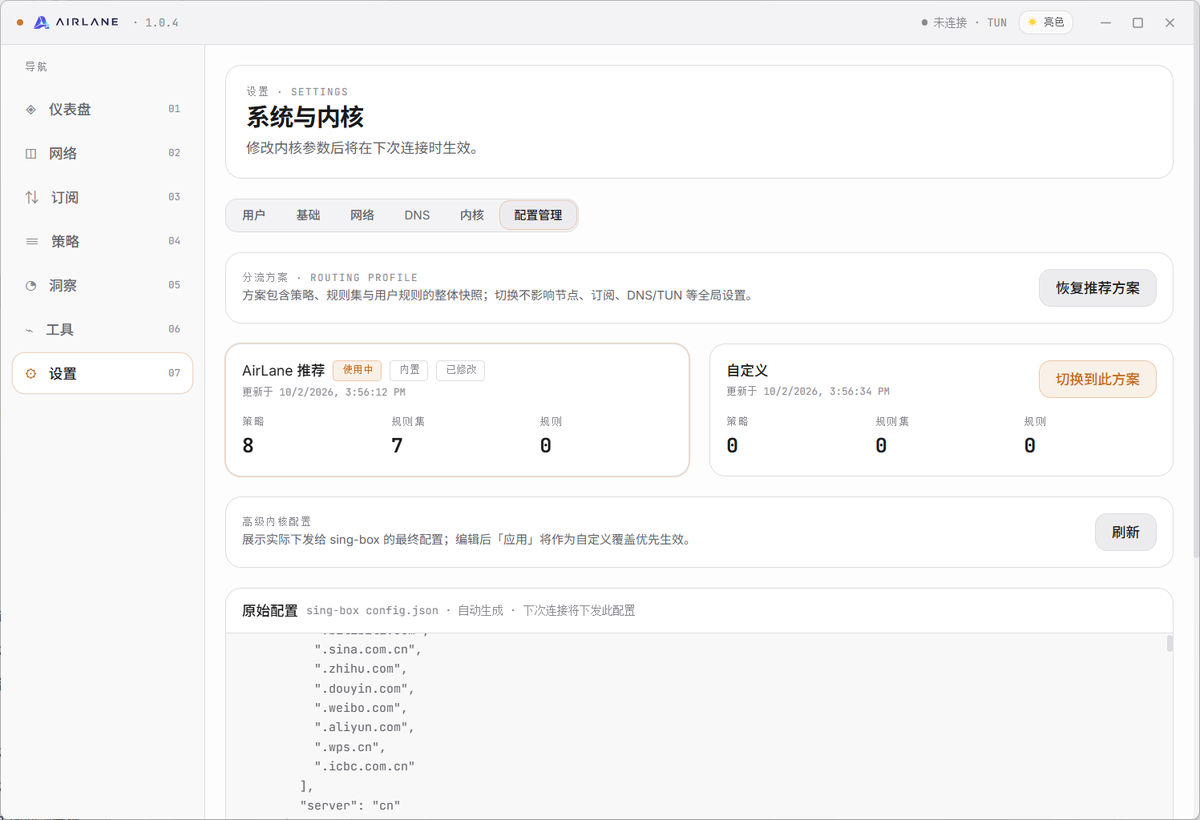 AIRLANE · 1.0.4
未连接 · TUN
亮色
导航
仪表盘 01
网络 02
订阅 03
策略 04
洞察 05
工具 06
设置 07
设置 · SETTINGS
系统与内核
修改内核参数后将在下次连接时生效。
用户 基础 网络 DNS 内核 配置管理
分流方案 · ROUTING PROFILE
方案包含策略、规则集与用户规则的整体快照；切换不影响节点、订阅、DNS/TUN 等全局设置。
恢复推荐方案
AirLane 推荐 使用中 内置 已修改
更新于 10/2/2026, 3:56:12 PM
策略 规则集 规则
8 7 0
自定义
更新于 10/2/2026, 3:56:34 PM
切换到此方案
策略 规则集 规则
0 0 0
高级内核配置
展示实际下发给 sing-box 的最终配置；编辑后「应用」将作为自定义覆盖优先生效。
刷新
原始配置 sing-box config.json · 自动生成 · 下次连接将下发此配置
".sina.com.cn",
".zhihu.com",
".douyin.com",
".weibo.com",
".aliyun.com",
".wps.cn",
".icbc.com.cn"
],
"server": "cn"